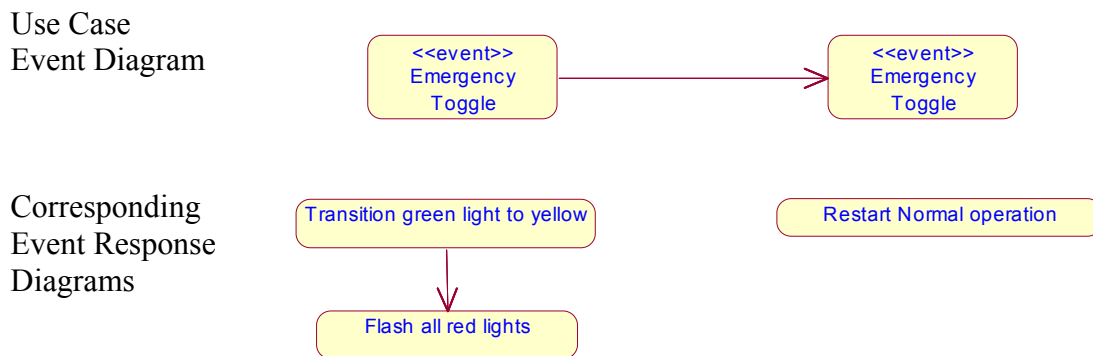 Use Case
Event Diagram
<<event>>
Emergency
Toggle
<<event>>
Emergency
Toggle
Corresponding
Event Response
Diagrams
Transition green light to yellow
Flash all red lights
Restart Normal operation